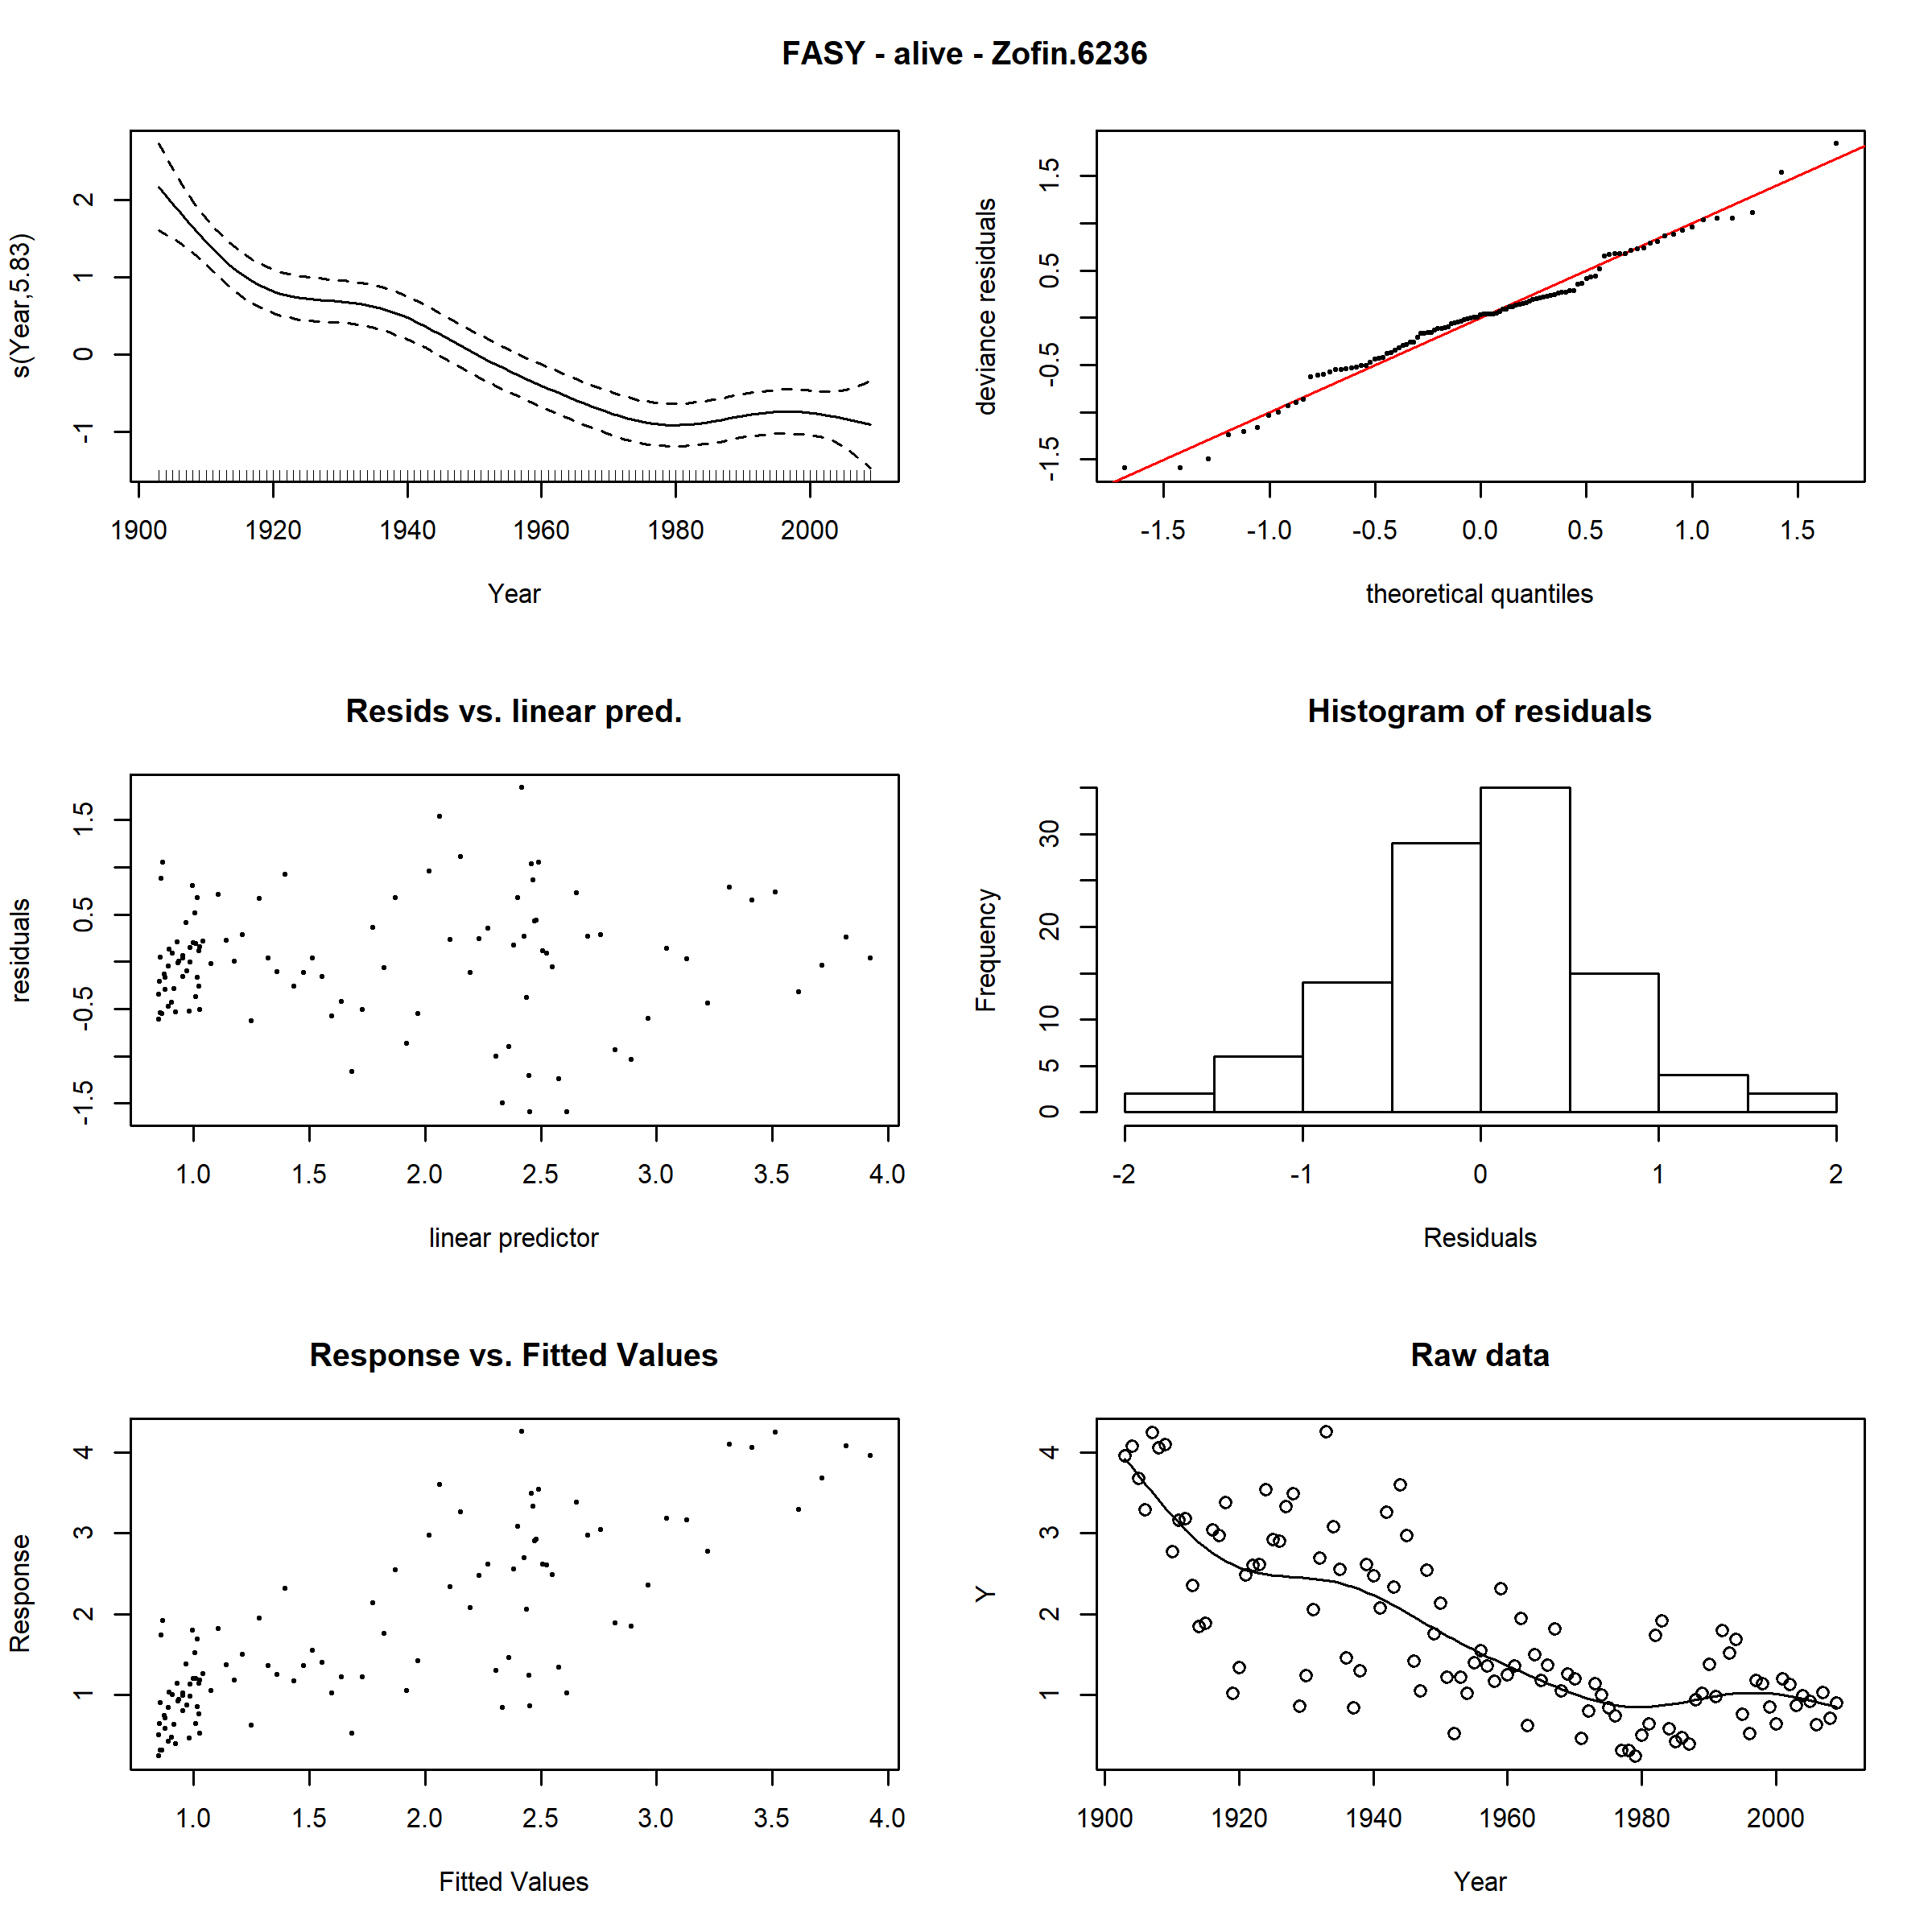 FASY - alive - Zofin.6236
s(Year,5.83)
2
1
0
-1
1900 1920 1940 1960 1980 2000
Year
deviance residuals
1.5
0.5
-0.5
-1.5
-1.5 -1.0 -0.5 0.0 0.5 1.0 1.5
theoretical quantiles
Resids vs. linear pred.
residuals
1.5
0.5
-0.5
-1.5
1.0 1.5 2.0 2.5 3.0 3.5 4.0
linear predictor
Histogram of residuals
Frequency
30
20
10
5
0
-2 -1 0 1 2
Residuals
Response vs. Fitted Values
Response
4
3
2
1
1.0 1.5 2.0 2.5 3.0 3.5 4.0
Fitted Values
Raw data
Y
4
3
2
1
1900 1920 1940 1960 1980 2000
Year